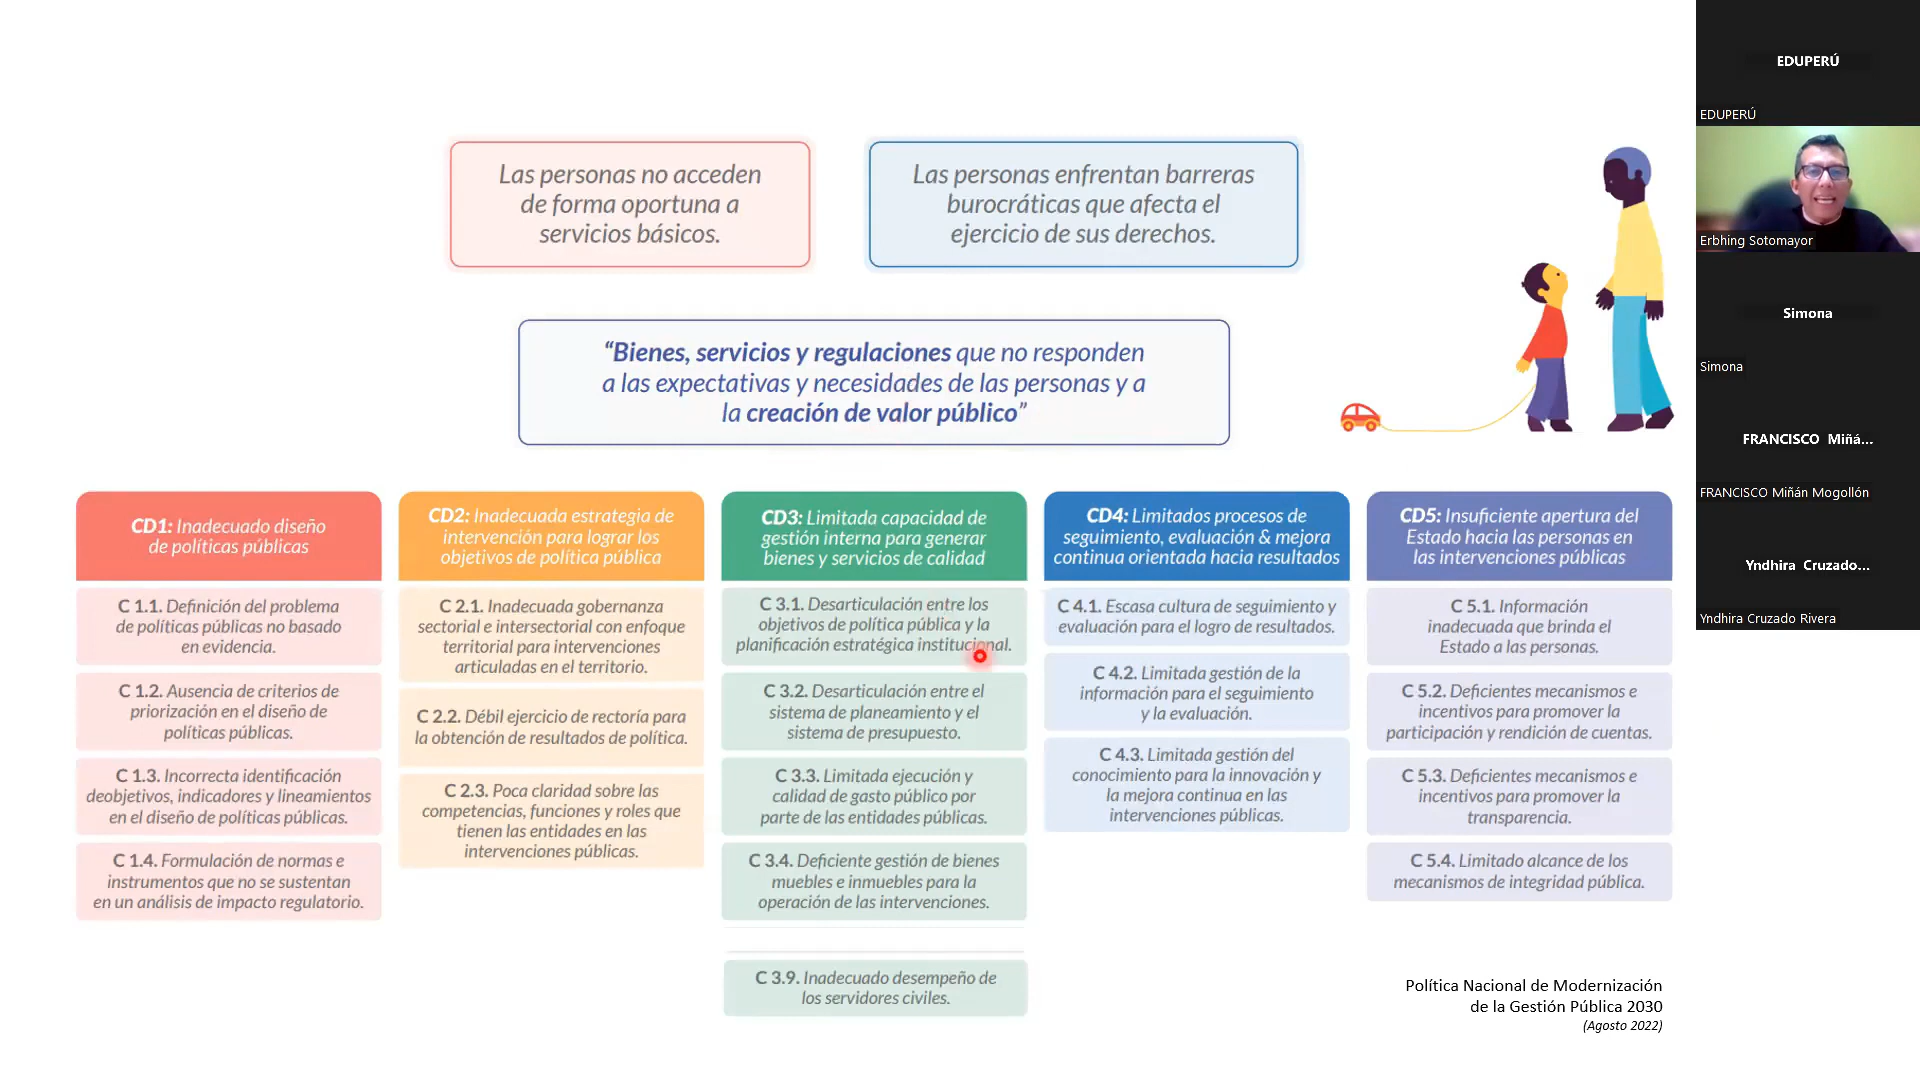 Las personas no acceden
de forma oportuna a
servicios básicos.
Las personas enfrentan barreras
burocráticas que afecta el
ejercicio de sus derechos.
“Bienes, servicios y regulaciones que no responden
a las expectativas y necesidades de las personas y a
la creación de valor público”
CD1: Inadecuado diseño
de políticas públicas
C 1.1. Definición del problema
de políticas públicas no basado
en evidencia.
C 1.2. Ausencia de criterios de
priorización en el diseño de
políticas públicas.
C 1.3. Incorrecta identificación
deobjetivos, indicadores y lineamientos
en el diseño de políticas públicas.
C 1.4. Formulación de normas e
instrumentos que no se sustentan
en un análisis de impacto regulatorio.
CD2: Inadecuada estrategia de
intervención para lograr los
objetivos de política pública
C 2.1. Inadecuada gobernanza
sectorial e intersectorial con enfoque
territorial para intervenciones
articuladas en el territorio.
C 2.2. Débil ejercicio de rectoría para
la obtención de resultados de política.
C 2.3. Poca claridad sobre las
competencias, funciones y roles que
tienen las entidades en las
intervenciones públicas.
CD3: Limitada capacidad de
gestión interna para generar
bienes y servicios de calidad
C 3.1. Desarticulación entre los
objetivos de política pública y la
planificación estratégica institucional.
C 3.2. Desarticulación entre el
sistema de planeamiento y el
sistema de presupuesto.
C 3.3. Limitada ejecución y
calidad de gasto público por
parte de las entidades públicas.
C 3.4. Deficiente gestión de bienes
muebles e inmuebles para la
operación de las intervenciones.
C 3.9. Inadecuado desempeño de
los servidores civiles.
CD4: Limitados procesos de
seguimiento, evaluación & mejora
continua orientada hacia resultados
C 4.1. Escasa cultura de seguimiento y
evaluación para el logro de resultados.
C 4.2. Limitada gestión de la
información para el seguimiento
y la evaluación.
C 4.3. Limitada gestión del
conocimiento para la innovación y
la mejora continua en las
intervenciones públicas.
CD5: Insuficiente apertura del
Estado hacia las personas en
las intervenciones públicas
C 5.1. Información
inadecuada que brinda el
Estado a las personas.
C 5.2. Deficientes mecanismos e
incentivos para promover la
participación y rendición de cuentas.
C 5.3. Deficientes mecanismos e
incentivos para promover la
transparencia.
C 5.4. Limitado alcance de los
mecanismos de integridad pública.
Política Nacional de Modernización
de la Gestión Pública 2030
(Agosto 2022)
EDUPERÚ
EDUPERÚ
Erbhing Sotomayor
Simona
Simona
FRANCISCO Miñá...
FRANCISCO Miñán Mogollón
Yndhira Cruzado...
Yndhira Cruzado Rivera